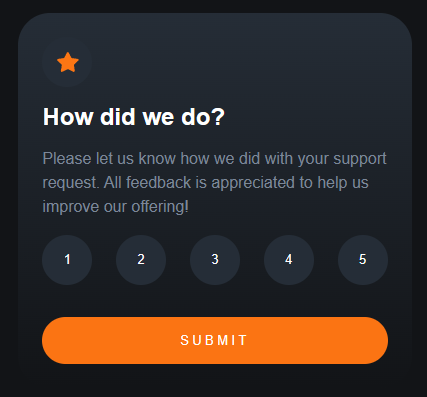 How did we do?
Please let us know how we did with your support
request. All feedback is appreciated to help us
improve our offering!
1 2 3 4 5
SUBMIT